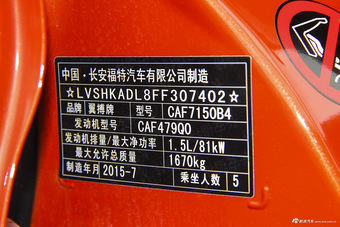 中国·长安福特汽车有限公司制造
☆LVSHKADL8FF307402☆
品牌 翼搏牌 型号 CAF7150B4
发动机型号 CAF479Q0
发动机排量/最大净功率 1.5L/81kW
最大允许总质量 1670kg
制造年月 2015-7 乘坐人数 5